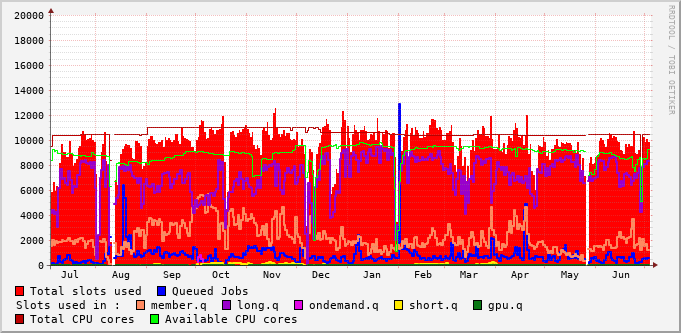 RRDTOOL / TOBI OETIKER
20000
18000
16000
14000
12000
10000
8000
6000
4000
2000
0
Jul Aug Sep Oct Nov Dec Jan Feb Mar Apr May Jun
Total slots used Queued Jobs
Slots used in : member.q long.q ondemand.q short.q gpu.q
Total CPU cores Available CPU cores